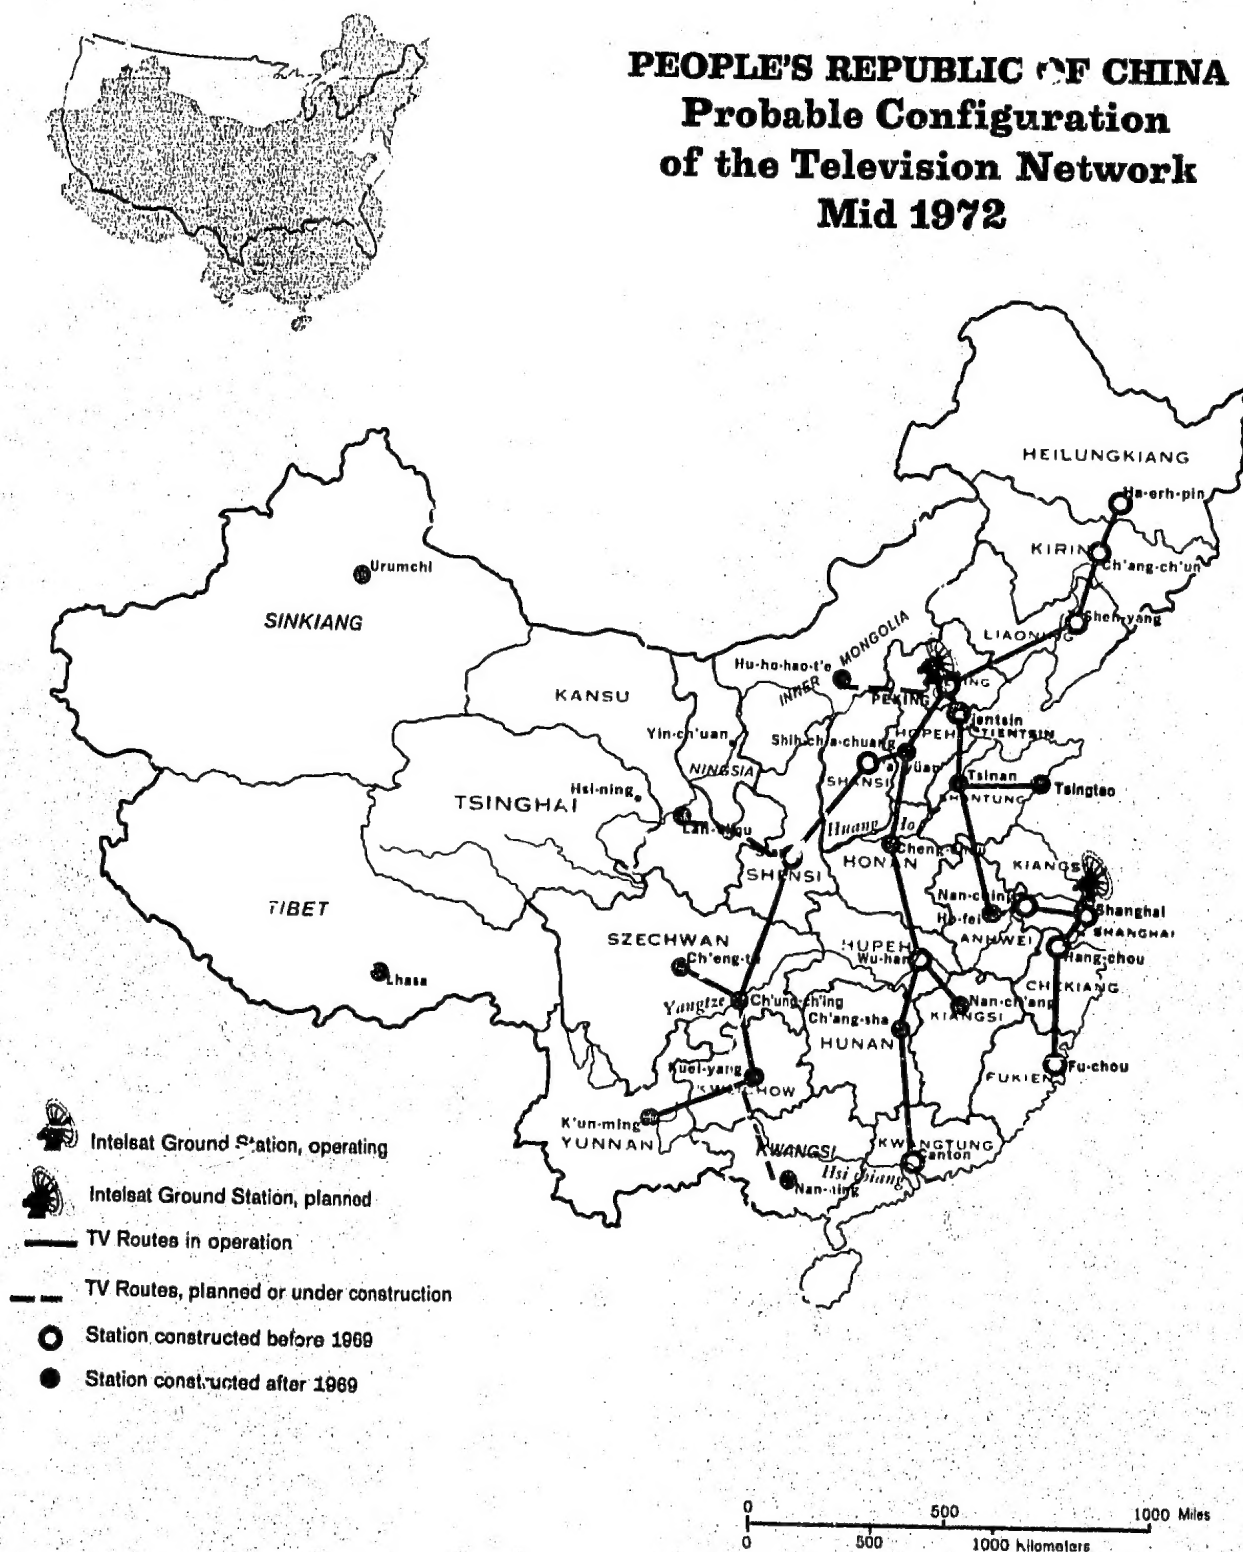 PEOPLE'S REPUBLIC OF CHINA
Probable Configuration
of the Television Network
Mid 1972
HEILUNGKIANG
Ha-erh-pin
KIRIN
Ch'ang-ch'un
Urumchi
SINKIANG
Shen-yang
LIAONING
MONGOLIA
INNER
Hu-ho-hao-t'e
KANSU
PEKING
Yin-ch'uan
Shih-chia-chuang
HOPEH
Tientsin
TIENTSIN
NINGSIA
SHANSI
Tsinan
SHANTUNG
Tsingtao
Hsi-ning
TSINGHAI
Lan-chou
Huang Ho
Cheng-chou
HONAN
SHENSI
KIANGSU
Nan-ching
Ho-fei
ANHWEI
Shanghai
SHANGHAI
TIBET
SZECHWAN
HUPEH
Wu-han
Hang-chou
Ch'eng-tu
CHEKIANG
Lhasa
Yangtze
Ch'ung-ch'ing
Nan-ch'ang
KIANGSI
Ch'ang-sha
HUNAN
Kuei-yang
FUKIEN
Fu-chou
K'un-ming
YUNNAN
KWANGSI
KWANGTUNG
Canton
Hsi Chiang
Nan-ning
Intelsat Ground Station, operating
Intelsat Ground Station, planned
TV Routes in operation
TV Routes, planned or under construction
Station constructed before 1969
Station constructed after 1969
0 500 1000 Miles
0 500 1000 Kilometers